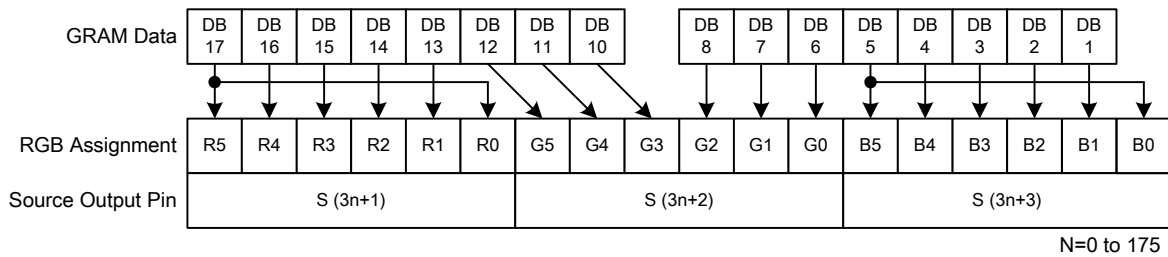 GRAM Data DB 17 DB 16 DB 15 DB 14 DB 13 DB 12 DB 11 DB 10 DB 8 DB 7 DB 6 DB 5 DB 4 DB 3 DB 2 DB 1
RGB Assignment R5 R4 R3 R2 R1 R0 G5 G4 G3 G2 G1 G0 B5 B4 B3 B2 B1 B0
Source Output Pin S (3n+1) S (3n+2) S (3n+3)
N=0 to 175